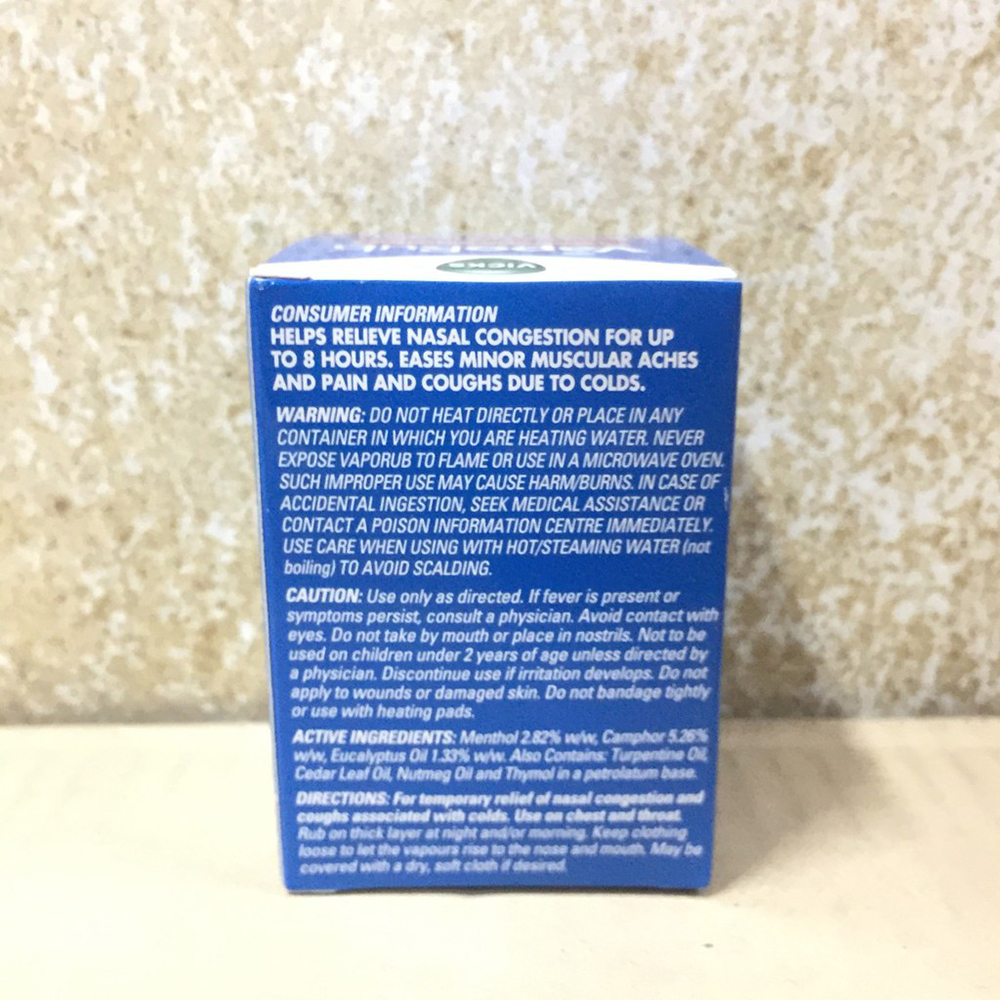 VapoRub
VICKS
CONSUMER INFORMATION
HELPS RELIEVE NASAL CONGESTION FOR UP
TO 8 HOURS. EASES MINOR MUSCULAR ACHES
AND PAIN AND COUGHS DUE TO COLDS.
WARNING: DO NOT HEAT DIRECTLY OR PLACE IN ANY
CONTAINER IN WHICH YOU ARE HEATING WATER. NEVER
EXPOSE VAPORUB TO FLAME OR USE IN A MICROWAVE OVEN.
SUCH IMPROPER USE MAY CAUSE HARM/BURNS. IN CASE OF
ACCIDENTAL INGESTION, SEEK MEDICAL ASSISTANCE OR
CONTACT A POISON INFORMATION CENTRE IMMEDIATELY.
USE CARE WHEN USING WITH HOT/STEAMING WATER (not
boiling) TO AVOID SCALDING.
CAUTION: Use only as directed. If fever is present or
symptoms persist, consult a physician. Avoid contact with
eyes. Do not take by mouth or place in nostrils. Not to be
used on children under 2 years of age unless directed by
a physician. Discontinue use if irritation develops. Do not
apply to wounds or damaged skin. Do not bandage tightly
or use with heating pads.
ACTIVE INGREDIENTS: Menthol 2.82% w/w, Camphor 5.26%
w/w, Eucalyptus Oil 1.33% w/w. Also Contains: Turpentine Oil,
Cedar Leaf Oil, Nutmeg Oil and Thymol in a petrolatum base.
DIRECTIONS: For temporary relief of nasal congestion and
coughs associated with colds. Use on chest and throat.
Rub on thick layer at night and/or morning. Keep clothing
loose to let the vapours rise to the nose and mouth. May be
covered with a dry, soft cloth if desired.